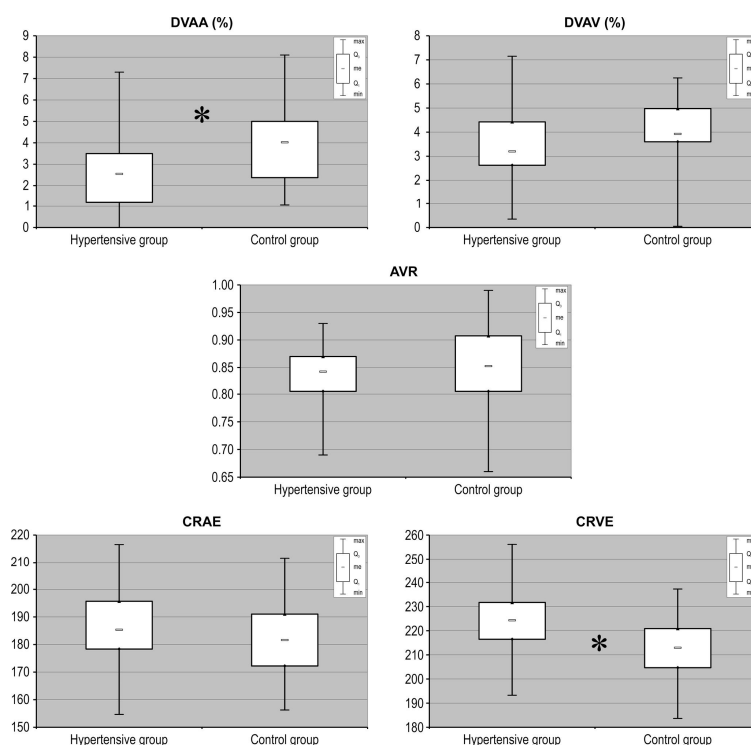 DVAA (%)
9
8
7
6
5
4
3
2
1
0
max
Q₃
me
Q₁
min
*
Hypertensive group
Control group
DVAV (%)
8
7
6
5
4
3
2
1
0
Hypertensive group
Control group
AVR
1.00
0.95
0.90
0.85
0.80
0.75
0.70
0.65
max
me
min
Hypertensive group
Control group
CRAE
220
210
200
190
180
170
160
150
max
me
min
Hypertensive group
Control group
CRVE
260
250
240
230
220
210
200
190
180
*
Hypertensive group
Control group